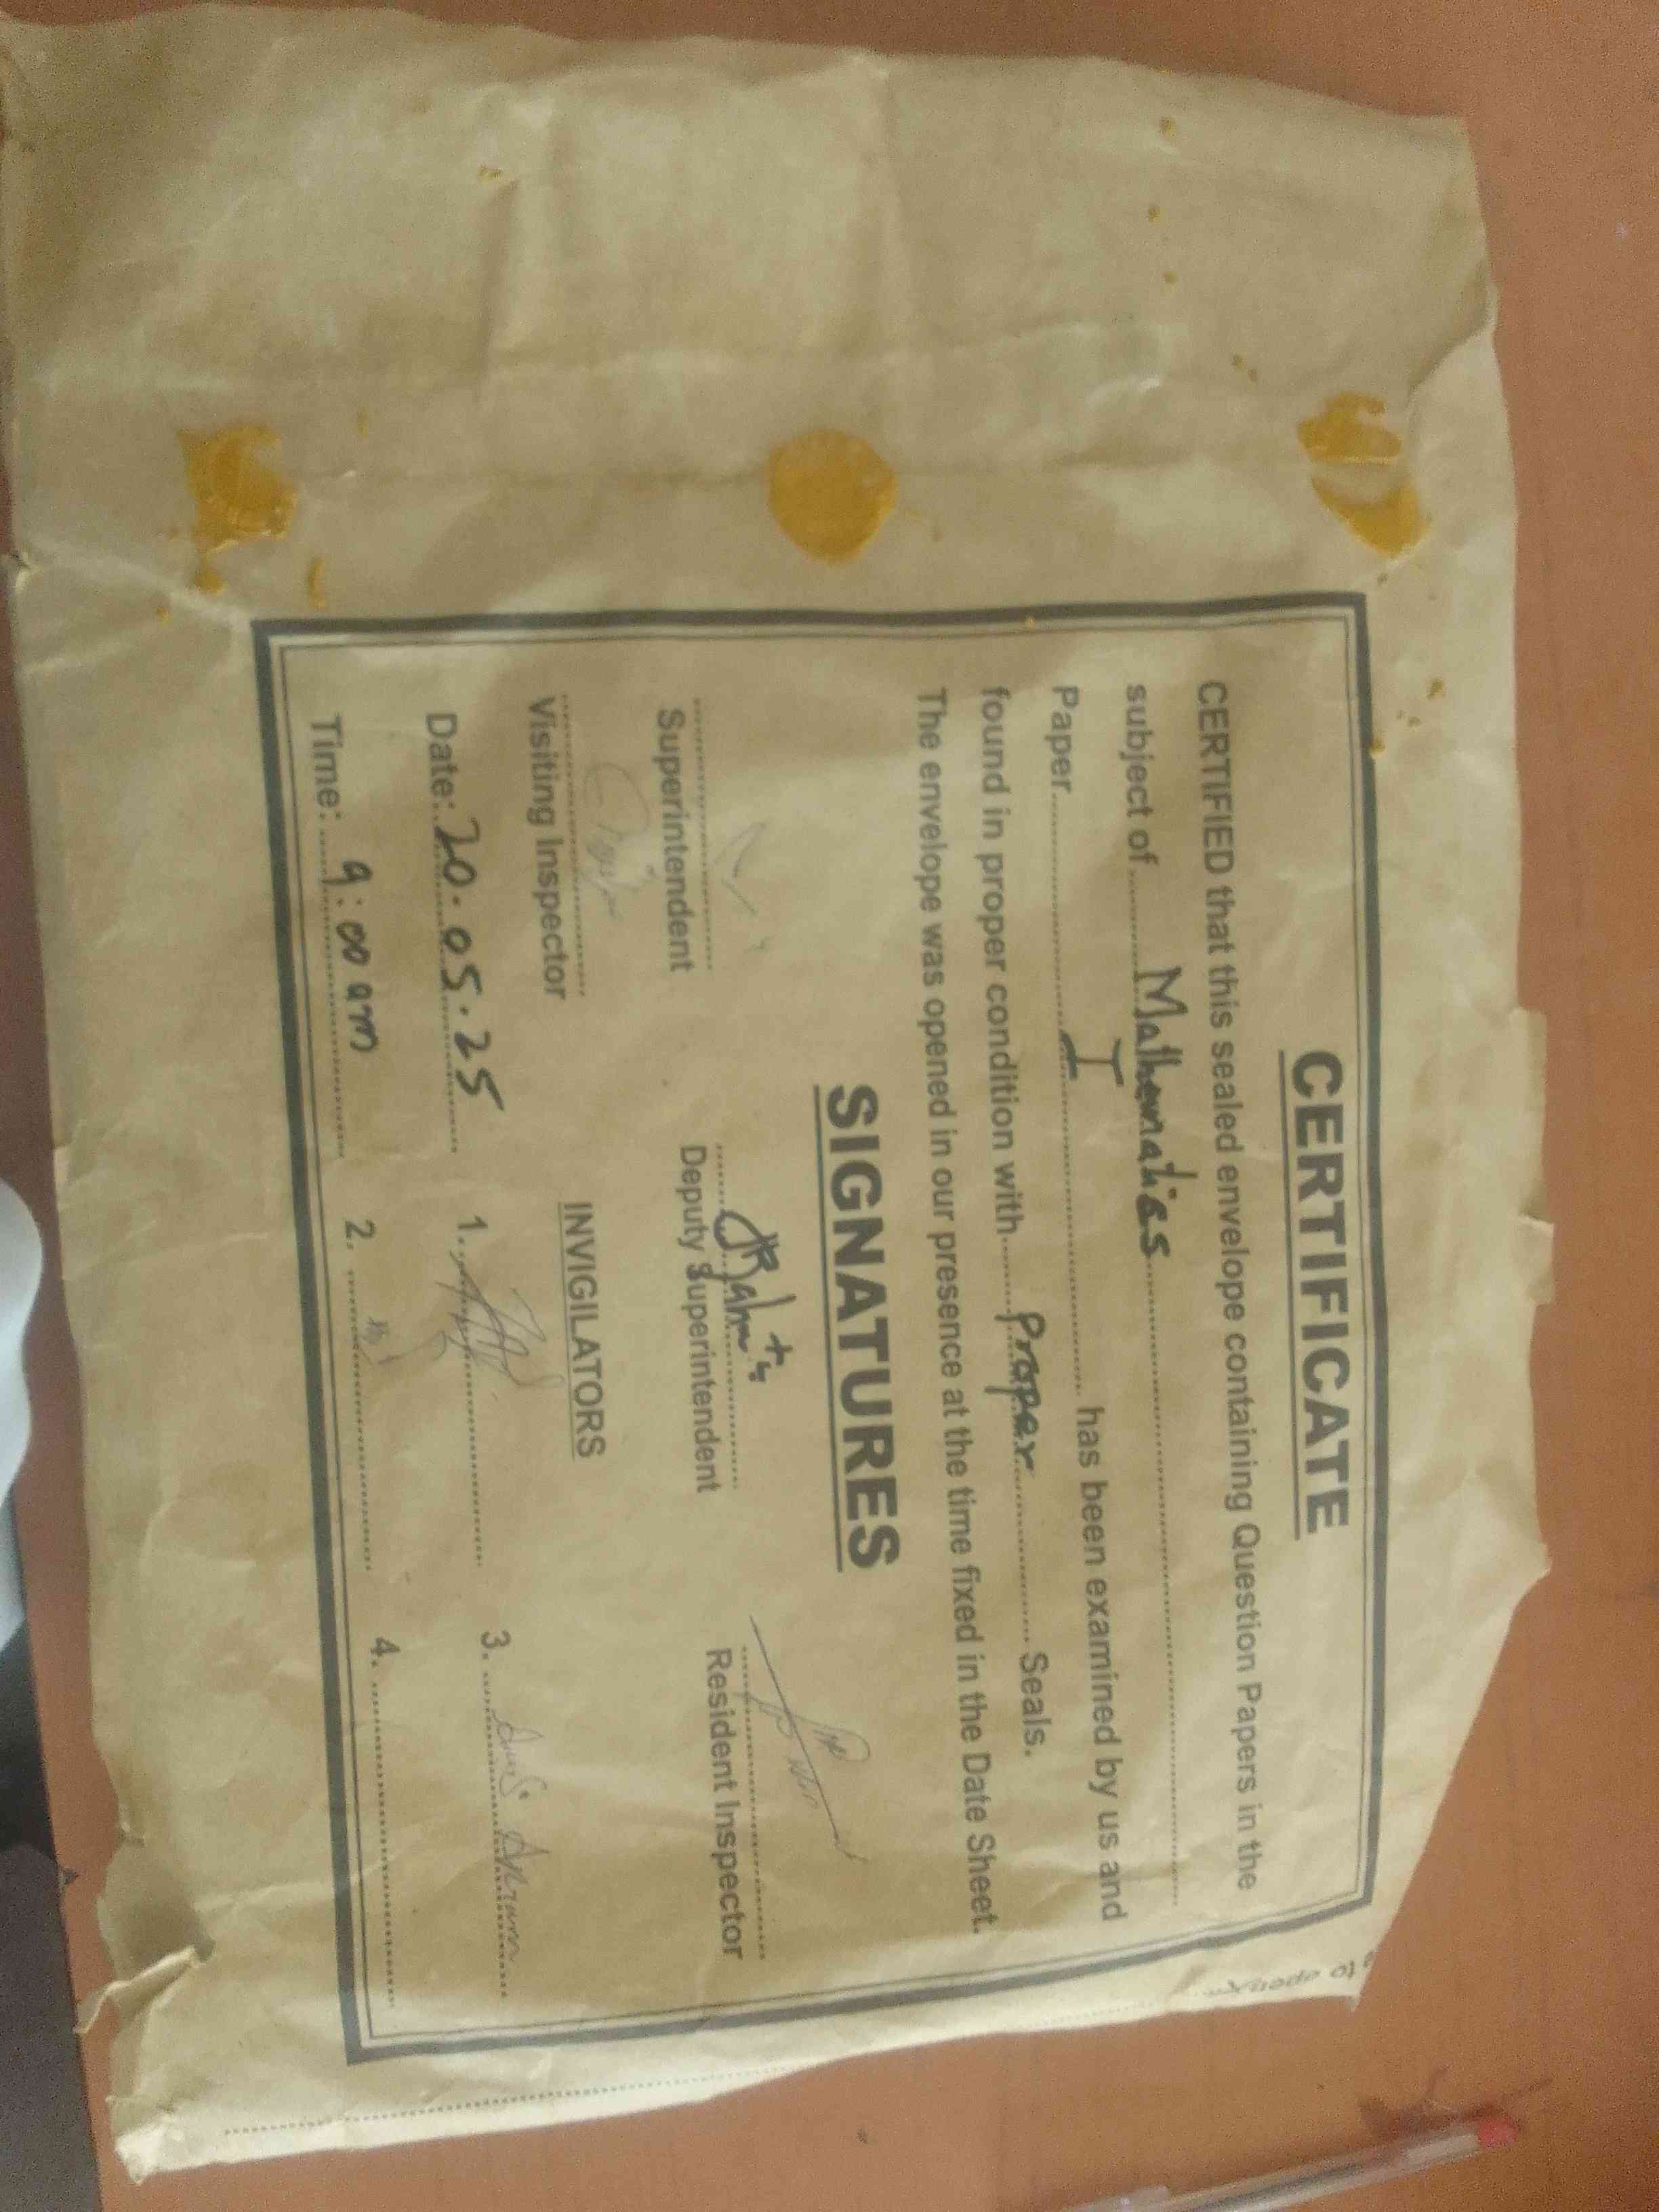 CERTIFICATE
CERTIFIED that this sealed envelope containing Question Papers in the
subject of Mathematics
Paper I has been examined by us and
found in proper condition with Proper Seals.
The envelope was opened in our presence at the time fixed in the Date Sheet.
SIGNATURES
Superintendent Deputy Superintendent Resident Inspector
Visiting Inspector
INVIGILATORS
Date: 20.05.25 1. 3.
Time: 9:00 am 2. 4.
to open